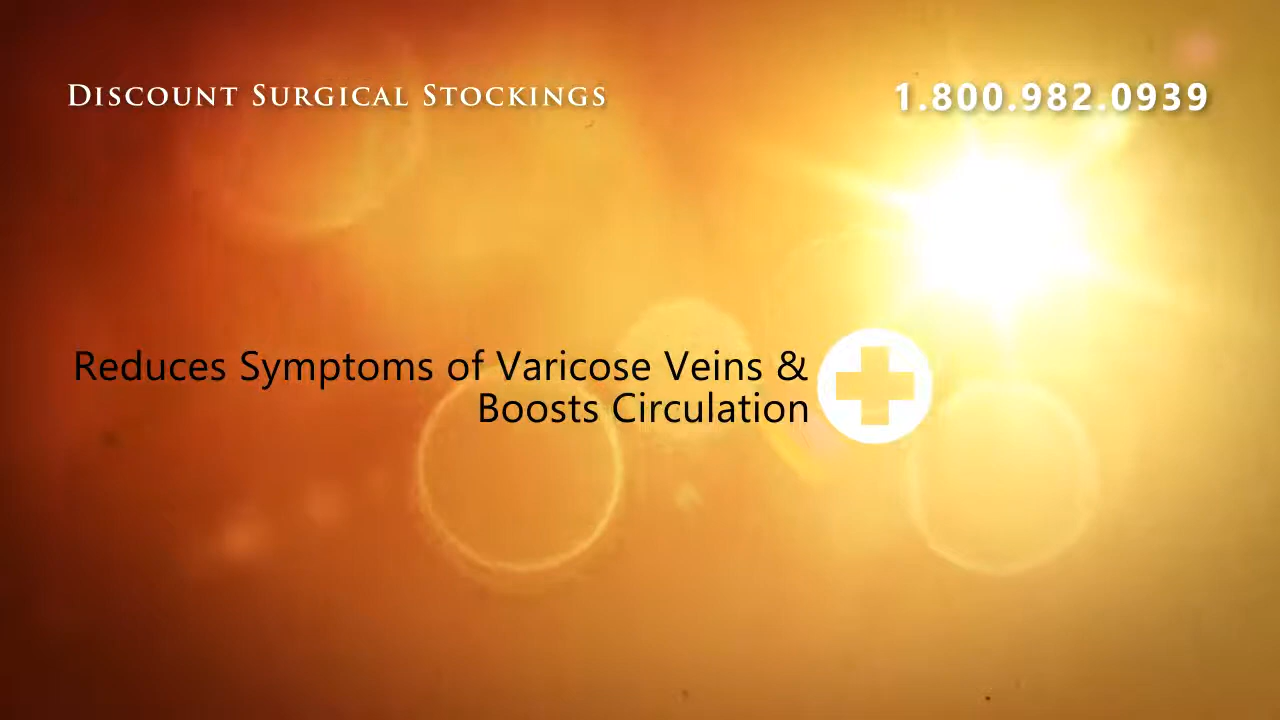 Discount Surgical Stockings
1.800.982.0939
Reduces Symptoms of Varicose Veins &
Boosts Circulation